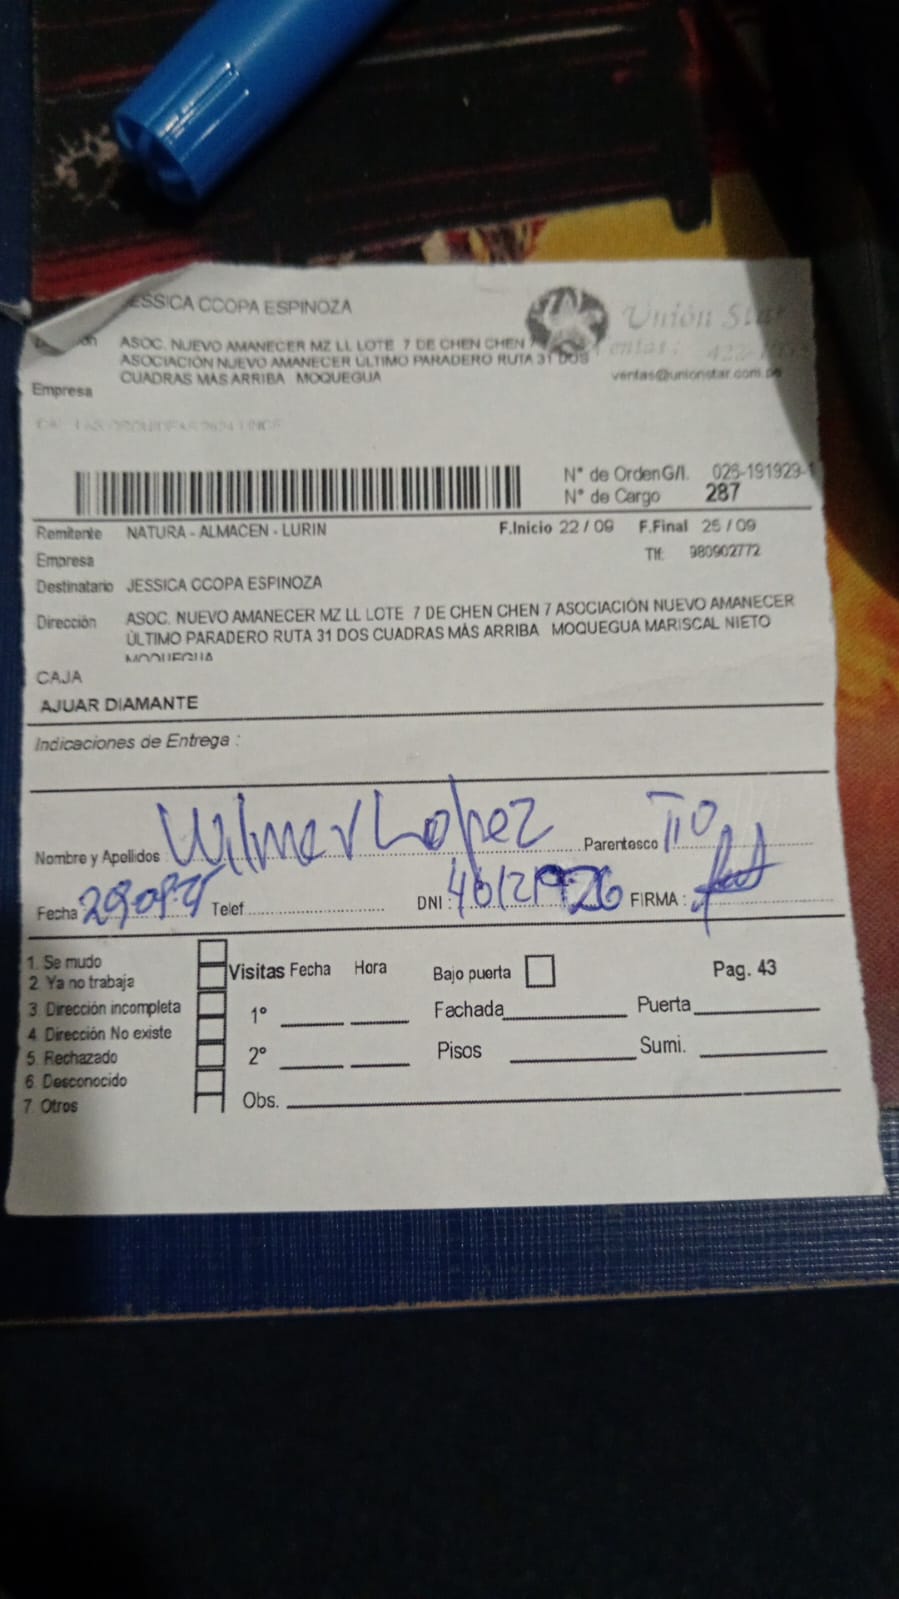 JESSICA CCOPA ESPINOZA
Unión Star
ASOC. NUEVO AMANECER MZ LL LOTE 7 DE CHEN CHEN 7
ASOCIACIÓN NUEVO AMANECER ÚLTIMO PARADERO RUTA 31 DOS
CUADRAS MÁS ARRIBA MOQUEGUA
ventas@unionstar.com.pe
Empresa
N° de Orden G/I. 026-191929-1
N° de Cargo 287
Remitente NATURA - ALMACEN - LURIN F.Inicio 22 / 09 F.Final 25 / 09
Empresa Tlf: 980902772
Destinatario JESSICA CCOPA ESPINOZA
Dirección ASOC. NUEVO AMANECER MZ LL LOTE 7 DE CHEN CHEN 7 ASOCIACIÓN NUEVO AMANECER
ÚLTIMO PARADERO RUTA 31 DOS CUADRAS MÁS ARRIBA MOQUEGUA MARISCAL NIETO
MOQUEGUA
CAJA
AJUAR DIAMANTE
Indicaciones de Entrega :
Nombre y Apellidos Wilmer Lopez Parentesco TIO
Fecha Telef DNI : FIRMA :
1. Se mudo
2. Ya no trabaja
3. Dirección incompleta
4. Dirección No existe
5. Rechazado
6. Desconocido
7. Otros
Visitas Fecha Hora Bajo puerta Pag. 43
1° Fachada Puerta
2° Pisos Sumi.
Obs.